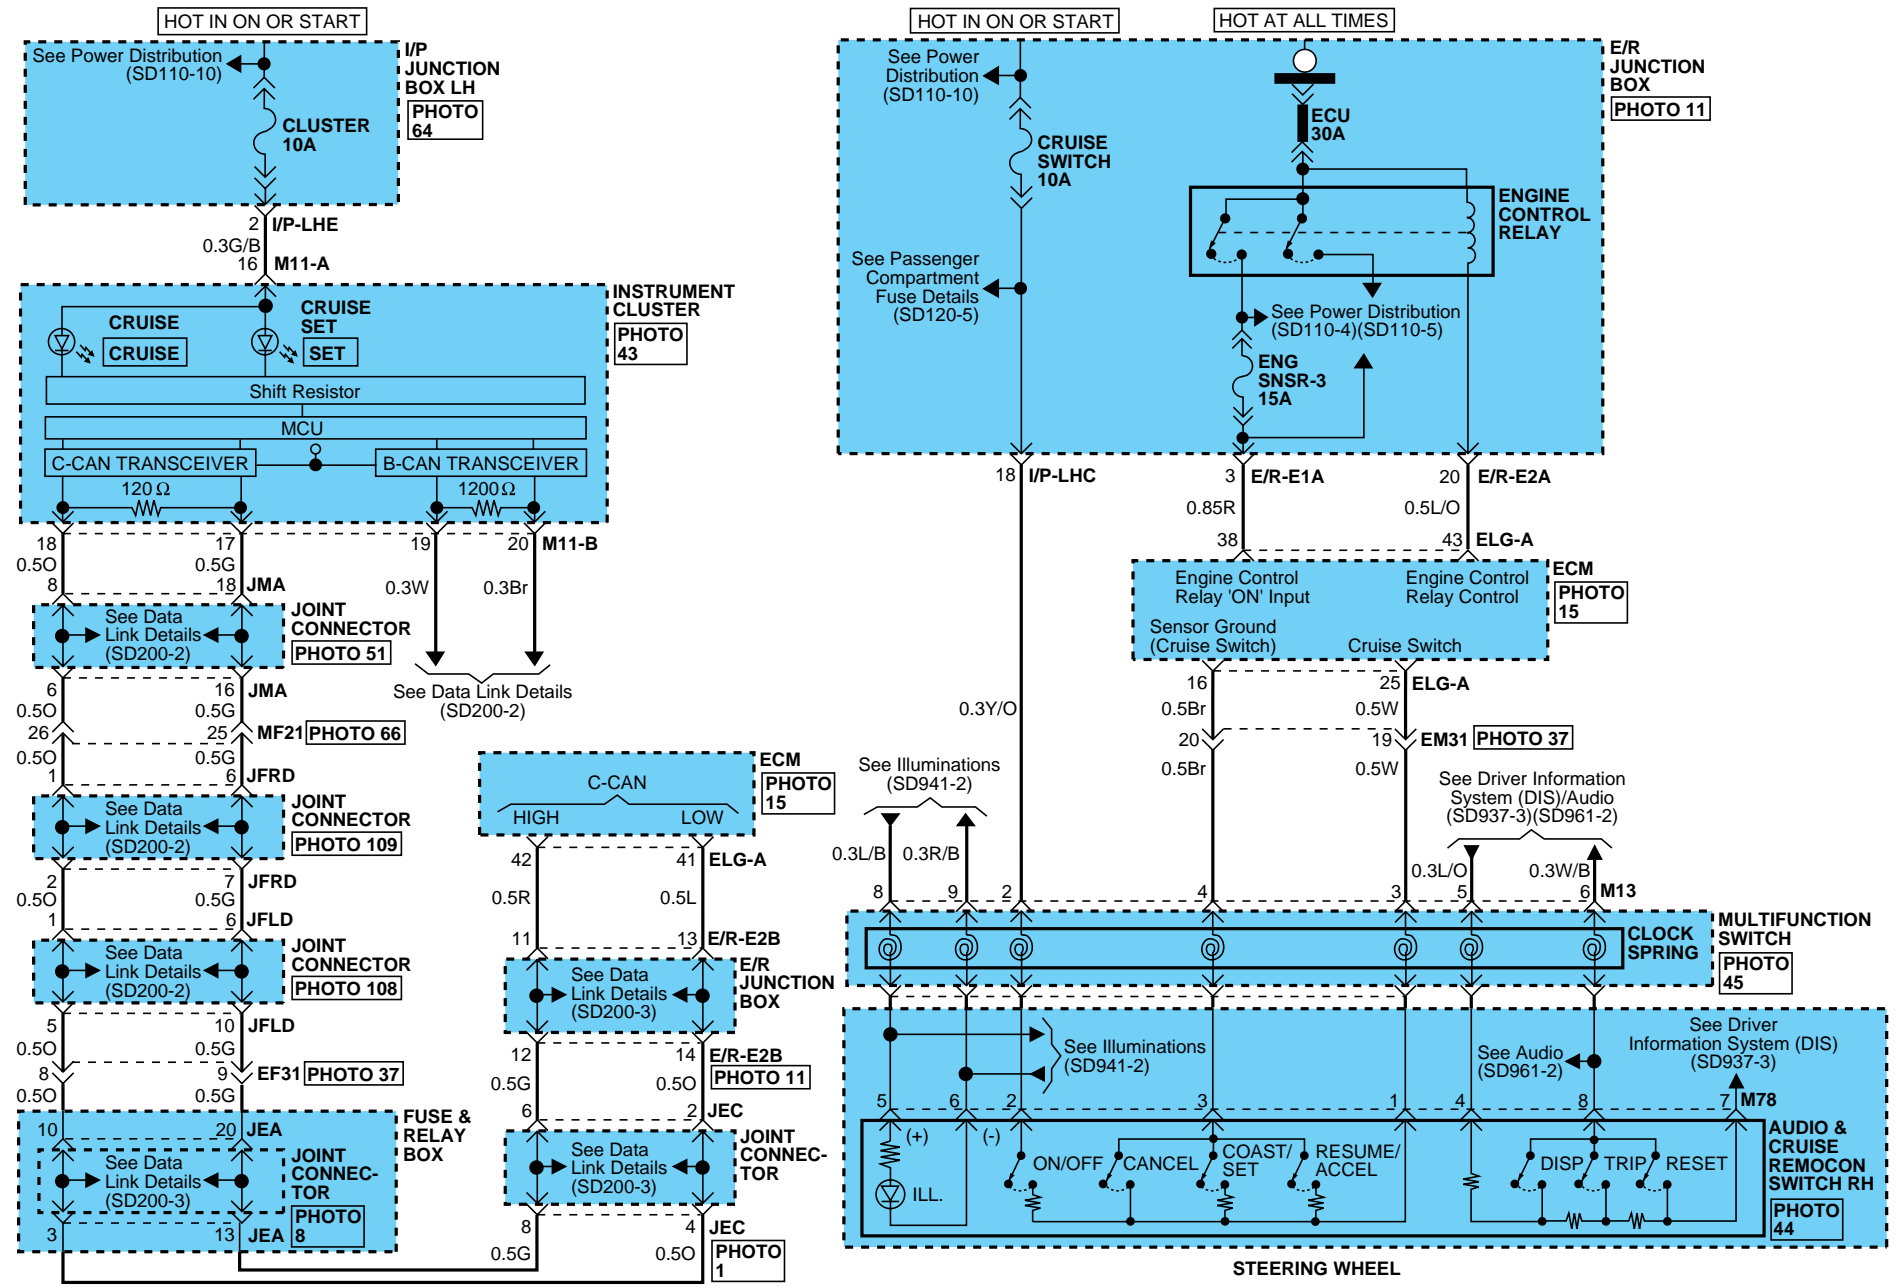 HOT IN ON OR START
See Power Distribution
(SD110-10)
I/P
JUNCTION
BOX LH
PHOTO
64
CLUSTER
10A
2
I/P-LHE
0.3G/B
16
M11-A
INSTRUMENT
CLUSTER
PHOTO
43
CRUISE
CRUISE
CRUISE
SET
SET
Shift Resistor
MCU
C-CAN TRANSCEIVER
B-CAN TRANSCEIVER
120 Ω
1200 Ω
18
17
19
20
M11-B
0.5O
0.5G
8
18
JMA
0.3W
0.3Br
See Data
Link Details
(SD200-2)
JOINT
CONNECTOR
PHOTO 51
6
16
JMA
See Data Link Details
(SD200-2)
0.5O
0.5G
26
25
MF21
PHOTO 66
0.5O
0.5G
1
6
JFRD
See Data
Link Details
(SD200-2)
JOINT
CONNECTOR
PHOTO 109
2
7
JFRD
0.5O
0.5G
1
6
JFLD
See Data
Link Details
(SD200-2)
JOINT
CONNECTOR
PHOTO 108
5
10
JFLD
0.5O
0.5G
8
9
EF31
PHOTO 37
0.5O
0.5G
FUSE &
RELAY
BOX
10
20
JEA
See Data
Link Details
(SD200-3)
JOINT
CONNEC-
TOR
PHOTO
8
3
13
JEA
ECM
PHOTO
15
C-CAN
HIGH
LOW
42
41
ELG-A
0.5R
0.5L
11
13
E/R-E2B
See Data
Link Details
(SD200-3)
E/R
JUNCTION
BOX
12
14
E/R-E2B
PHOTO 11
0.5G
0.5O
6
2
JEC
See Data
Link Details
(SD200-3)
JOINT
CONNEC-
TOR
8
4
JEC
0.5G
0.5O
PHOTO
1
HOT IN ON OR START
HOT AT ALL TIMES
See Power
Distribution
(SD110-10)
E/R
JUNCTION
BOX
PHOTO 11
CRUISE
SWITCH
10A
ECU
30A
ENGINE
CONTROL
RELAY
See Passenger
Compartment
Fuse Details
(SD120-5)
See Power Distribution
(SD110-4)(SD110-5)
ENG
SNSR-3
15A
18
I/P-LHC
3
E/R-E1A
20
E/R-E2A
0.85R
0.5L/O
38
43
ELG-A
Engine Control
Relay 'ON' Input
Engine Control
Relay Control
ECM
PHOTO
15
Sensor Ground
(Cruise Switch)
Cruise Switch
16
25
ELG-A
0.3Y/O
0.5Br
0.5W
20
19
EM31
PHOTO 37
0.5Br
0.5W
See Illuminations
(SD941-2)
See Driver Information
System (DIS)/Audio
(SD937-3)(SD961-2)
0.3L/B
0.3R/B
0.3L/O
0.3W/B
8
9
2
4
3
5
6
M13
CLOCK
SPRING
MULTIFUNCTION
SWITCH
PHOTO
45
See Illuminations
(SD941-2)
See Audio
(SD961-2)
See Driver
Information System (DIS)
(SD937-3)
5
6
2
3
1
4
8
7
M78
(+)
(-)
ILL.
ON/OFF
CANCEL
COAST/
SET
RESUME/
ACCEL
DISP
TRIP
RESET
AUDIO &
CRUISE
REMOCON
SWITCH RH
PHOTO
44
STEERING WHEEL